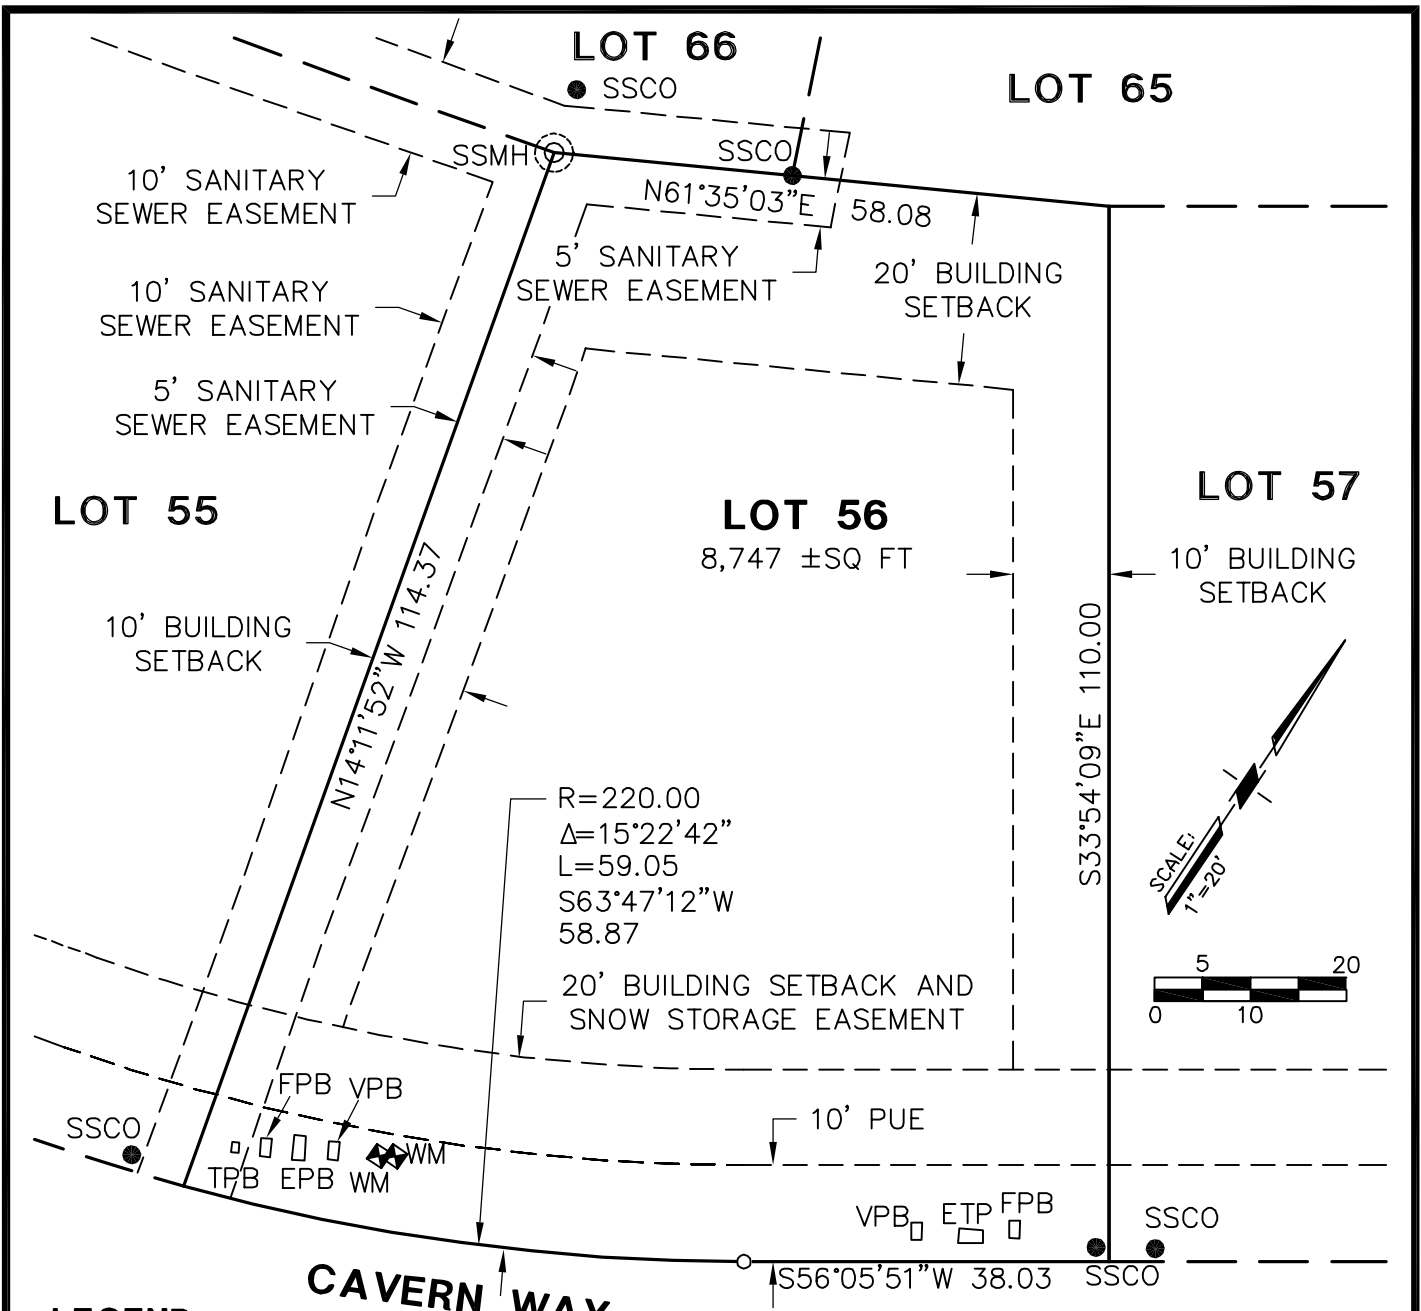 LOT 66
SSCO
LOT 65
SSMH
SSCO
10' SANITARY
SEWER EASEMENT
N61°35'03"E 58.08
5' SANITARY
SEWER EASEMENT
20' BUILDING
SETBACK
10' SANITARY
SEWER EASEMENT
5' SANITARY
SEWER EASEMENT
LOT 55
LOT 56
8,747 ±SQ FT
LOT 57
10' BUILDING
SETBACK
10' BUILDING
SETBACK
N14°11'52"W 114.37
S33°54'09"E 110.00
R=220.00
Δ=15°22'42"
L=59.05
S63°47'12"W
58.87
SCALE:
1"=20'
5 20
0 10
20' BUILDING SETBACK AND
SNOW STORAGE EASEMENT
FPB VPB
10' PUE
SSCO
WM
TPB EPB WM
VPB ETP FPB
SSCO
S56°05'51"W 38.03 SSCO
CAVERN WAY
LEGEND